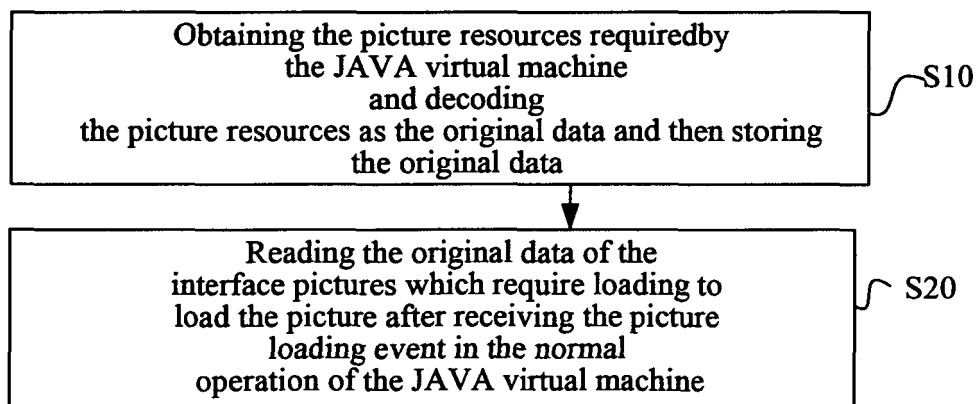 Obtaining the picture resources requiredby
the JAVA virtual machine
and decoding
the picture resources as the original data and then storing
the original data
S10
Reading the original data of the
interface pictures which require loading to
load the picture after receiving the picture
loading event in the normal
operation of the JAVA virtual machine
S20